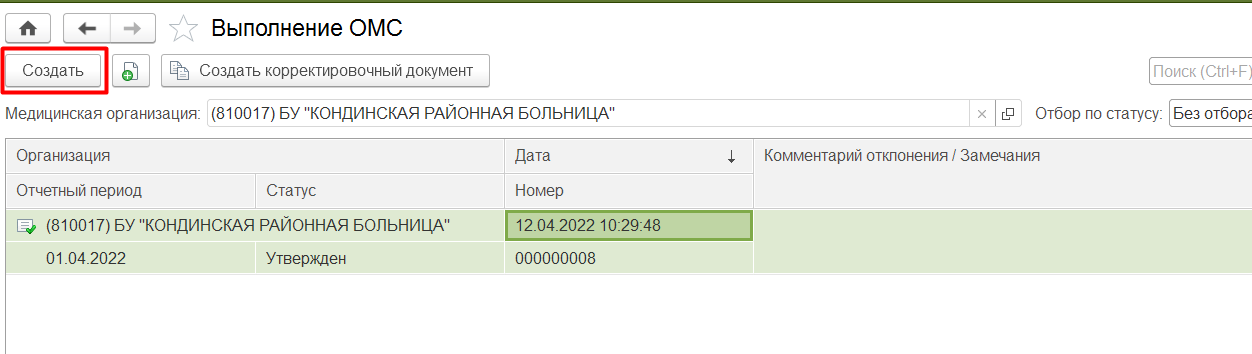 Выполнение ОМС
Создать Создать корректировочный документ Поиск (Ctrl+F)
Медицинская организация: (810017) БУ "КОНДИНСКАЯ РАЙОННАЯ БОЛЬНИЦА" × Отбор по статусу: Без отбора
Организация Дата ↓ Комментарий отклонения / Замечания
Отчетный период Статус Номер
(810017) БУ "КОНДИНСКАЯ РАЙОННАЯ БОЛЬНИЦА" 12.04.2022 10:29:48
01.04.2022 Утвержден 000000008